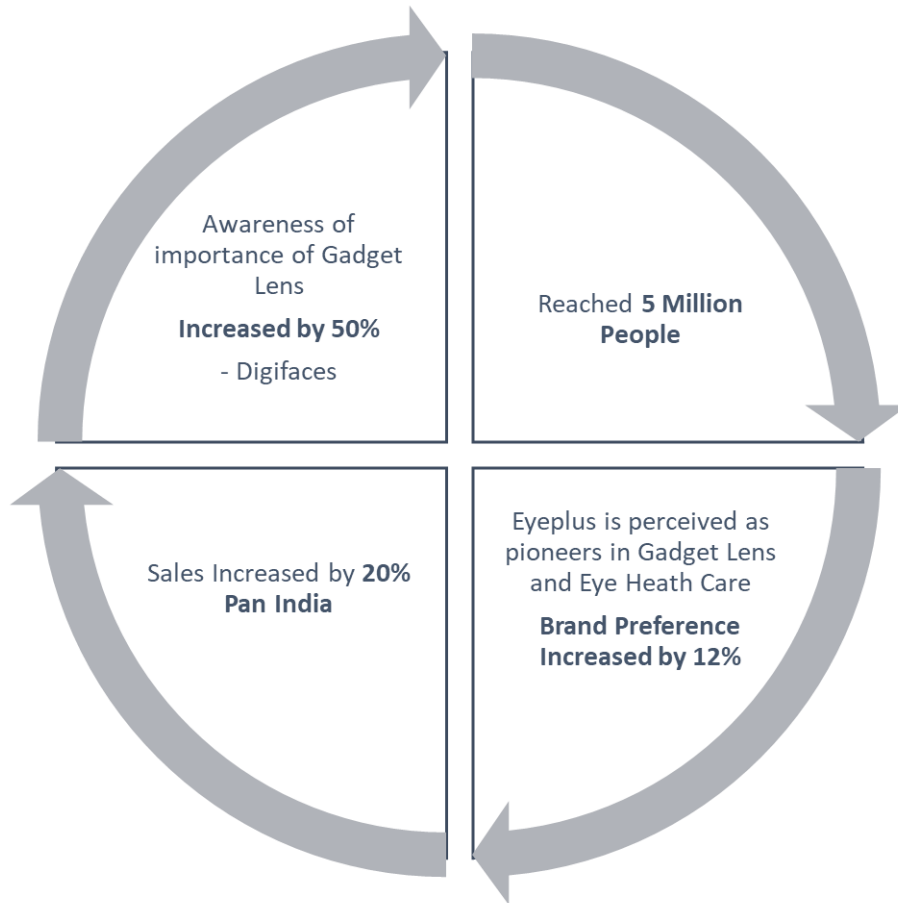 Awareness of
importance of Gadget
Lens
Increased by 50%
- Digifaces
Reached 5 Million
People
Sales Increased by 20%
Pan India
Eyeplus is perceived as
pioneers in Gadget Lens
and Eye Heath Care
Brand Preference
Increased by 12%